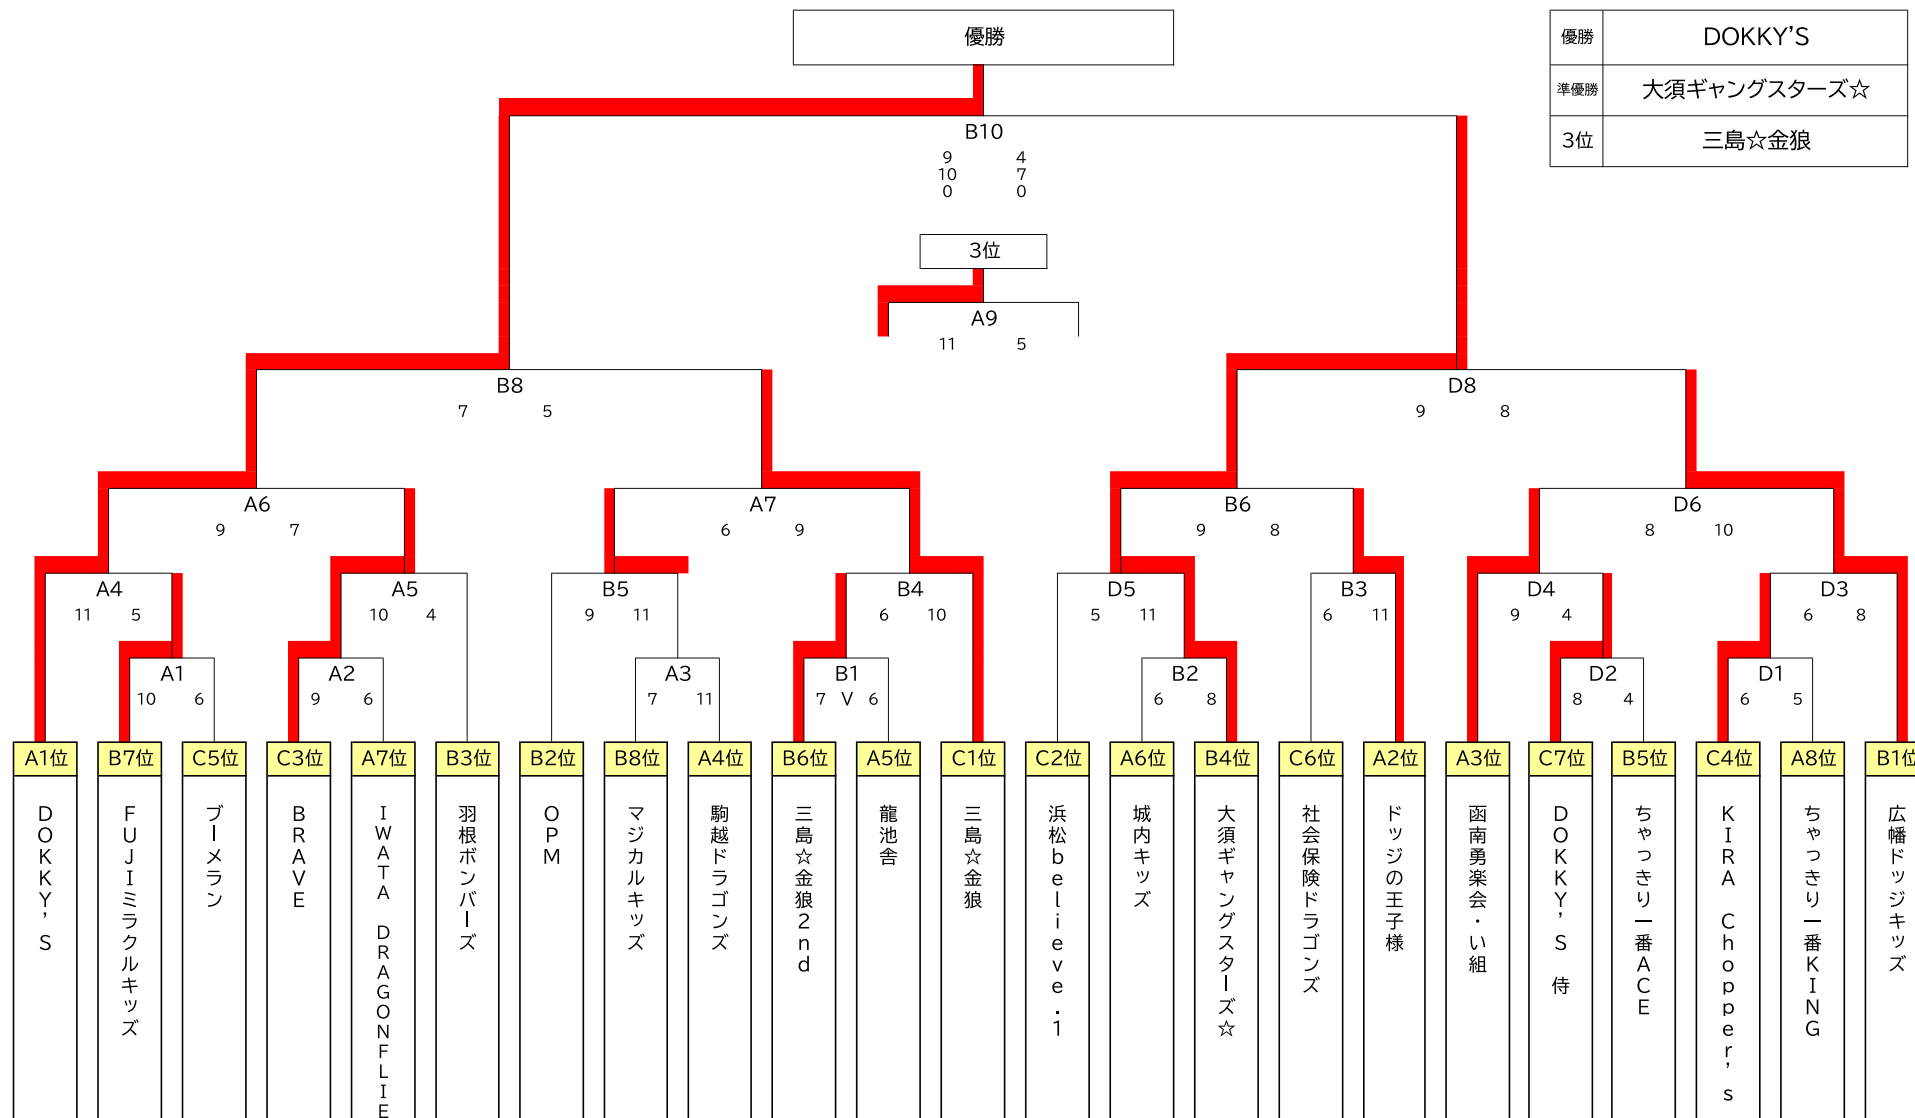 優勝
優勝 DOKKY'S
準優勝 大須ギャングスターズ☆
3位 三島☆金狼
B10
9 4
10 7
0 0
3位
A9
11 5
B8 D8
7 5 9 8
A6 A7 B6 D6
9 7 6 9 9 8 8 10
A4 A5 B5 B4 D5 B3 D4 D3
11 5 10 4 9 11 6 10 5 11 6 11 9 4 6 8
A1 A2 A3 B1 B2 D2 D1
10 6 9 6 7 11 7 V 6 6 8 8 4 6 5
A1位 B7位 C5位 C3位 A7位 B3位 B2位 B8位 A4位 B6位 A5位 C1位 C2位 A6位 B4位 C6位 A2位 A3位 C7位 B5位 C4位 A8位 B1位
DOKKY'S
FUJIミラクルキッズ
ブーメラン
BRAVE
IWATA DRAGONFLIE
羽根ボンバーズ
OPM
マジカルキッズ
駒越ドラゴンズ
三島☆金狼2nd
龍池舎
三島☆金狼
浜松believe.1
城内キッズ
大須ギャングスターズ☆
社会保険ドラゴンズ
ドッジの王子様
函南勇楽会・い組
DOKKY'S 侍
ちゃっきり一番ACE
KIRA Chopper's
ちゃっきり一番KING
広幡ドッジキッズ